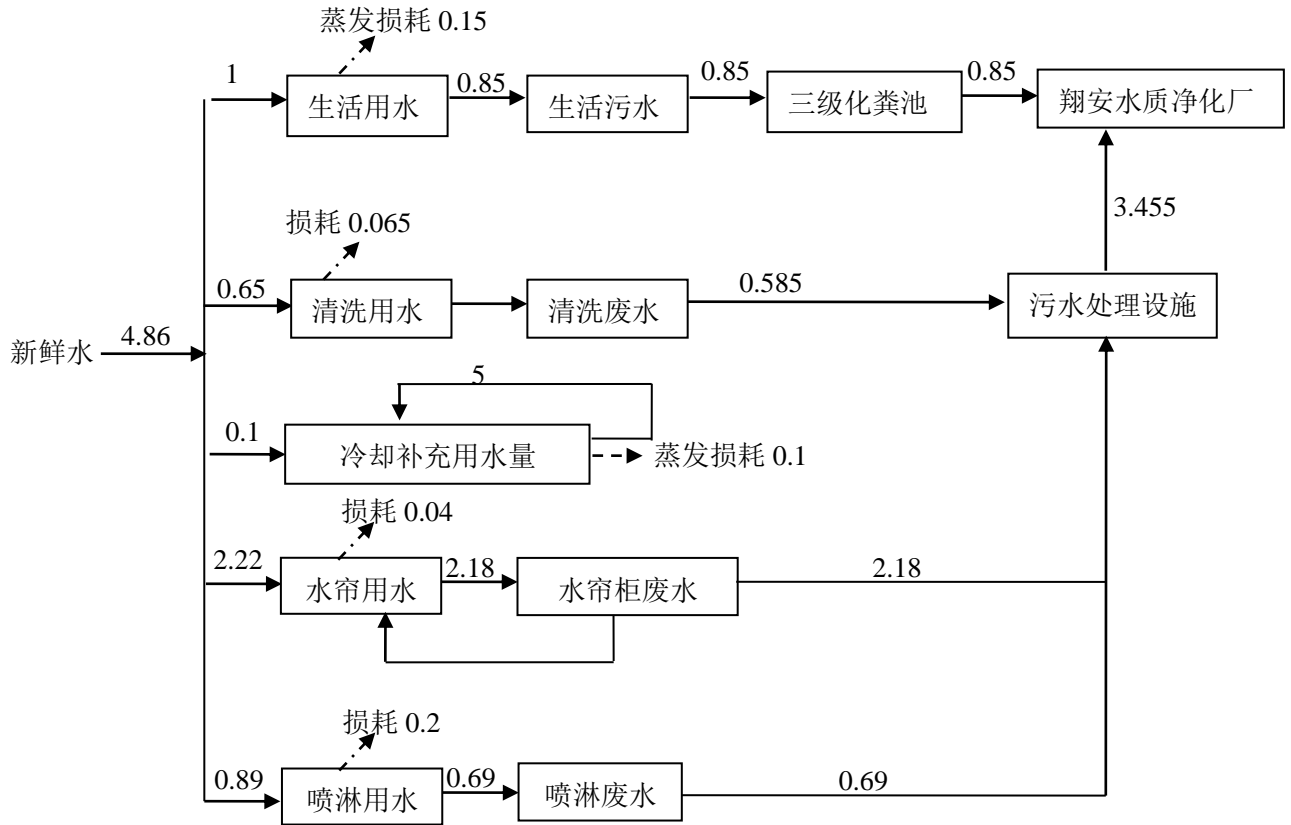 蒸发损耗 0.15
1
生活用水
0.85
生活污水
0.85
三级化粪池
0.85
翔安水质净化厂
3.455
损耗 0.065
0.65
清洗用水
清洗废水
0.585
污水处理设施
新鲜水
4.86
5
0.1
冷却补充用水量
蒸发损耗 0.1
损耗 0.04
2.22
水帘用水
2.18
水帘柜废水
2.18
损耗 0.2
0.89
喷淋用水
0.69
喷淋废水
0.69